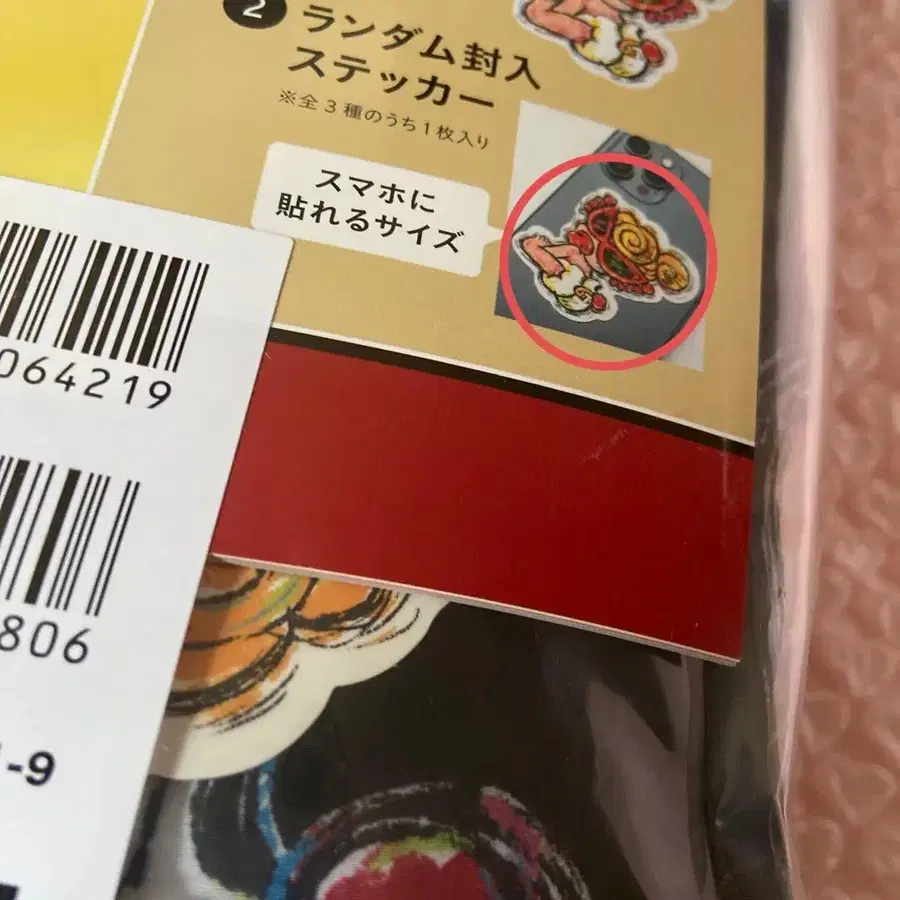 2
ランダム封入
ステッカー
※全3種のうち1枚入り
スマホに
貼れるサイズ
064219
806
-9